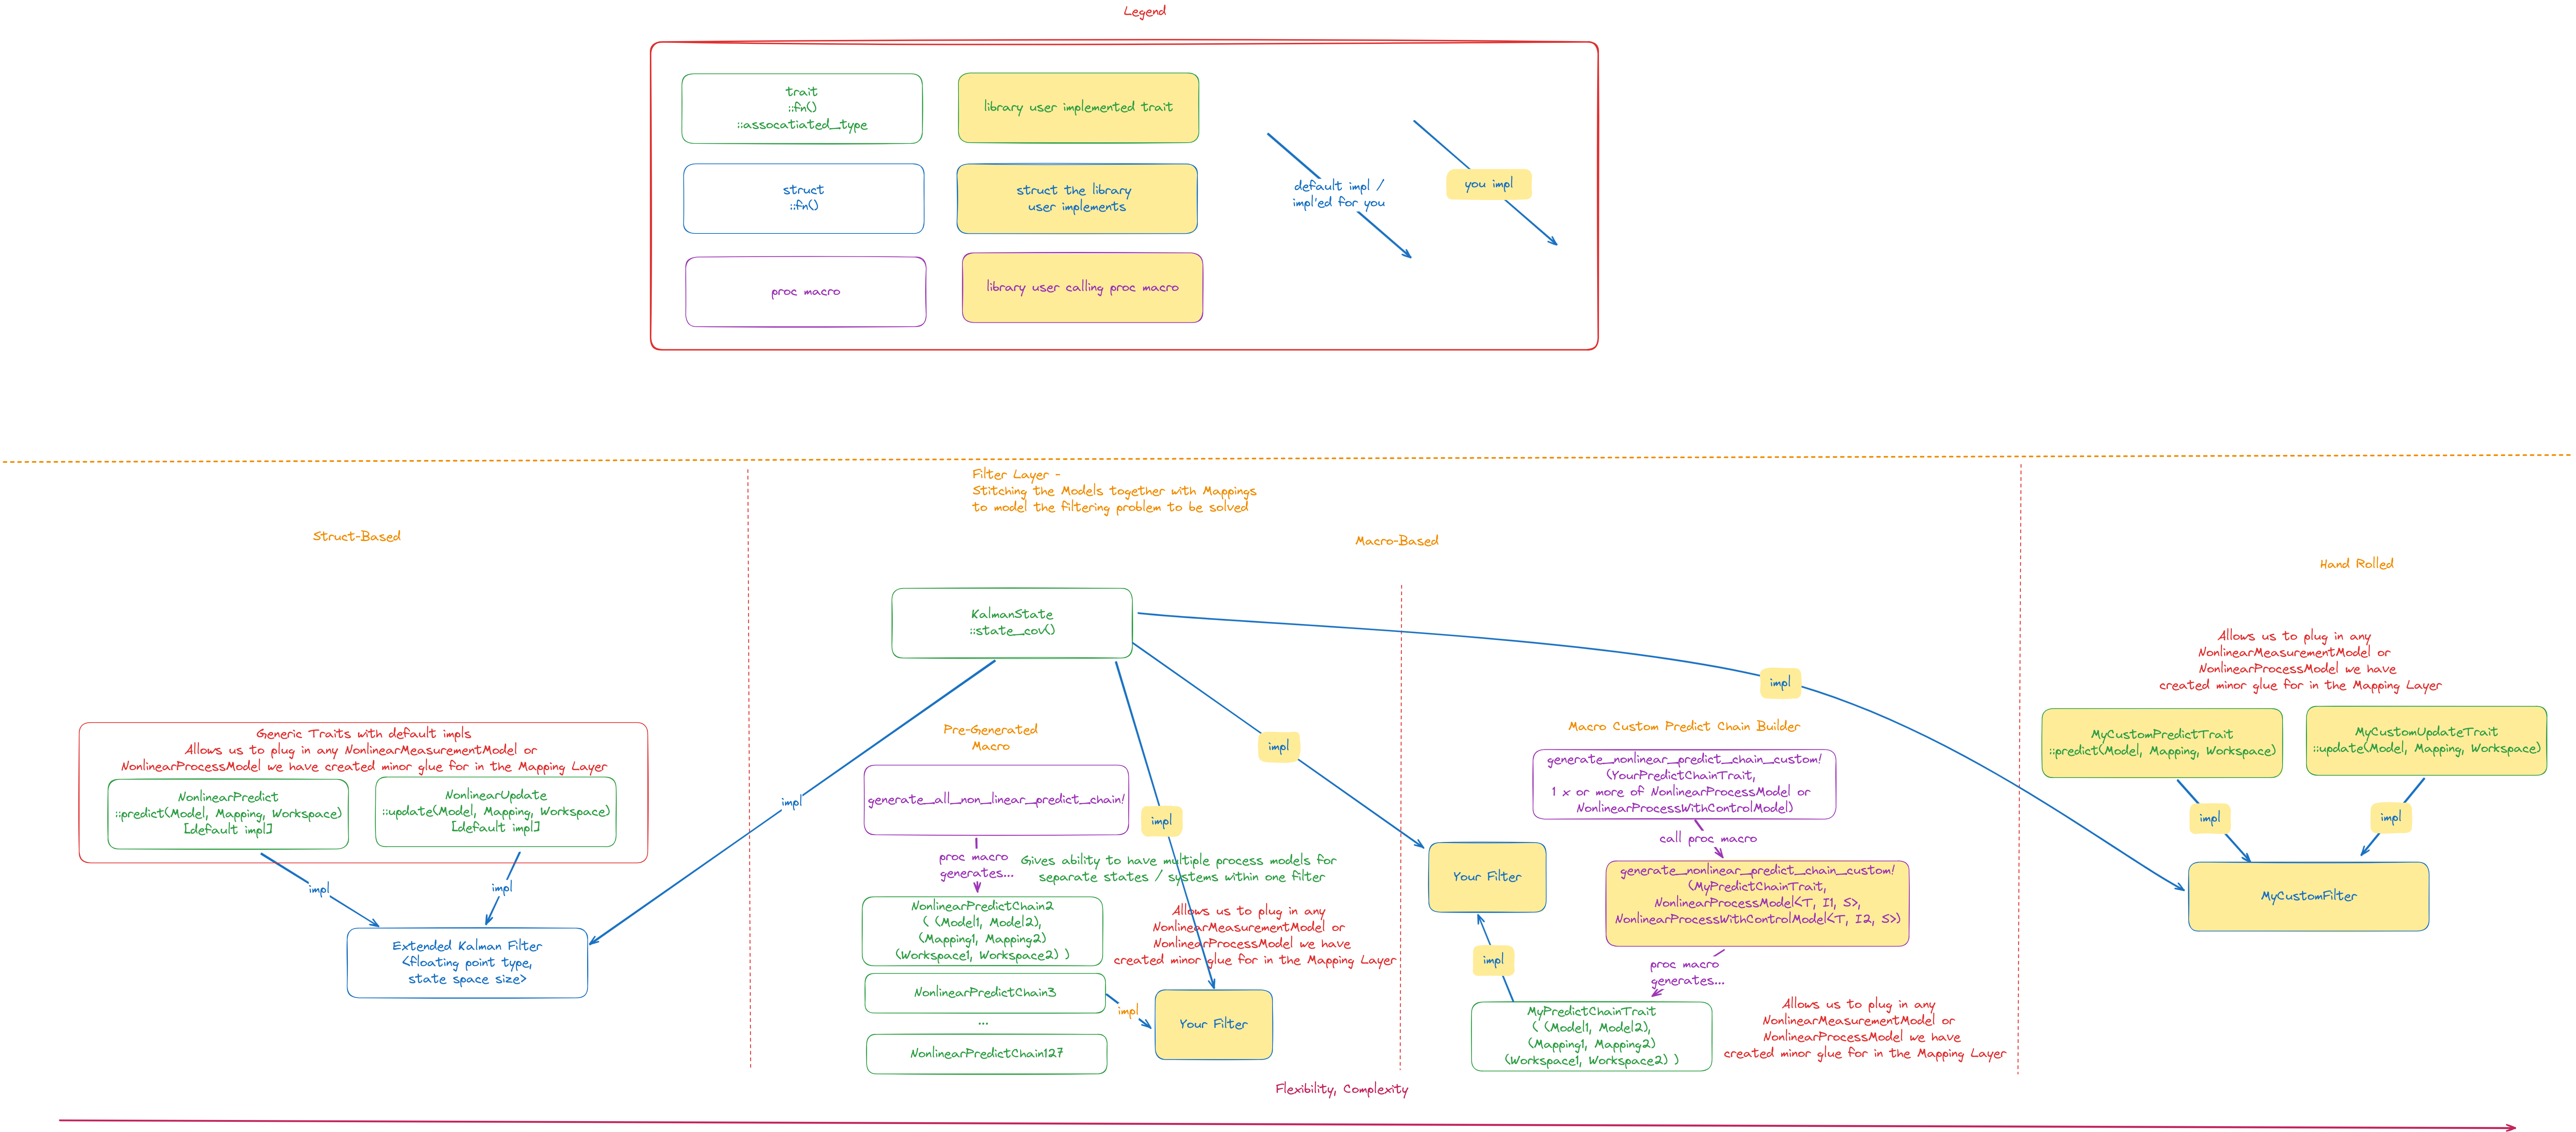 Legend
trait
::fn()
::assocatiated_type
library user implemented trait
struct
::fn()
struct the library
user implements
proc macro
library user calling proc macro
default impl /
impl'ed for you
you impl
Filter Layer -
Stitching the Models together with Mappings
to model the filtering problem to be solved
Struct-Based
Macro-Based
Hand Rolled
Generic Traits with default impls
Allows us to plug in any NonlinearMeasurementModel or
NonlinearProcessModel we have created minor glue for in the Mapping Layer
NonlinearPredict
::predict(Model, Mapping, Workspace)
[default impl]
NonlinearUpdate
::update(Model, Mapping, Workspace)
[default impl]
impl
impl
Extended Kalman Filter
<floating point type,
state space size>
impl
KalmanState
::state_cov()
Pre-Generated
Macro
generate_all_non_linear_predict_chain!
proc macro
generates...
Gives ability to have multiple process models for
separate states / systems within one filter
NonlinearPredictChain2
( (Model1, Model2),
(Mapping1, Mapping2)
(Workspace1, Workspace2) )
NonlinearPredictChain3
...
NonlinearPredictChain127
Allows us to plug in any
NonlinearMeasurementModel or
NonlinearProcessModel we have
created minor glue for in the Mapping Layer
impl
impl
Your Filter
impl
impl
Macro Custom Predict Chain Builder
generate_nonlinear_predict_chain_custom!
(YourPredictChainTrait,
1 x or more of NonlinearProcessModel or
NonlinearProcessWithControlModel)
call proc macro
generate_nonlinear_predict_chain_custom!
(MyPredictChainTrait,
NonlinearProcessModel<T, I1, S>,
NonlinearProcessWithControlModel<T, I2, S>)
Your Filter
impl
proc macro
generates...
MyPredictChainTrait
( (Model1, Model2),
(Mapping1, Mapping2)
(Workspace1, Workspace2) )
Allows us to plug in any
NonlinearMeasurementModel or
NonlinearProcessModel we have
created minor glue for in the Mapping Layer
Allows us to plug in any
NonlinearMeasurementModel or
NonlinearProcessModel we have
created minor glue for in the Mapping Layer
MyCustomPredictTrait
::predict(Model, Mapping, Workspace)
MyCustomUpdateTrait
::update(Model, Mapping, Workspace)
impl
impl
MyCustomFilter
Flexibility, Complexity